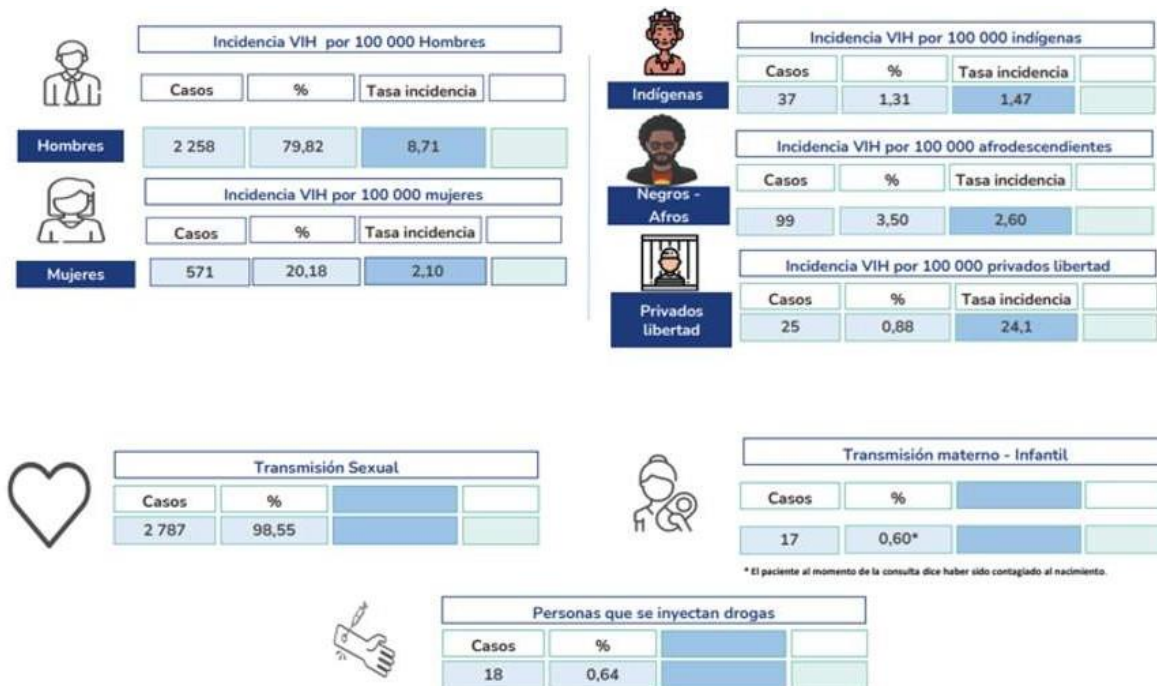 Incidencia VIH por 100 000 Hombres
Casos % Tasa incidencia
Hombres 2 258 79,82 8,71
Incidencia VIH por 100 000 mujeres
Casos % Tasa incidencia
Mujeres 571 20,18 2,10
Incidencia VIH por 100 000 indígenas
Casos % Tasa incidencia
Indígenas 37 1,31 1,47
Incidencia VIH por 100 000 afrodescendientes
Casos % Tasa incidencia
Negros -
Afros 99 3,50 2,60
Incidencia VIH por 100 000 privados libertad
Casos % Tasa incidencia
Privados
libertad 25 0,88 24,1
Transmisión Sexual
Casos %
2 787 98,55
Transmisión materno - Infantil
Casos %
17 0,60*
* El paciente al momento de la consulta dice haber sido contagiado al nacimiento.
Personas que se inyectan drogas
Casos %
18 0,64